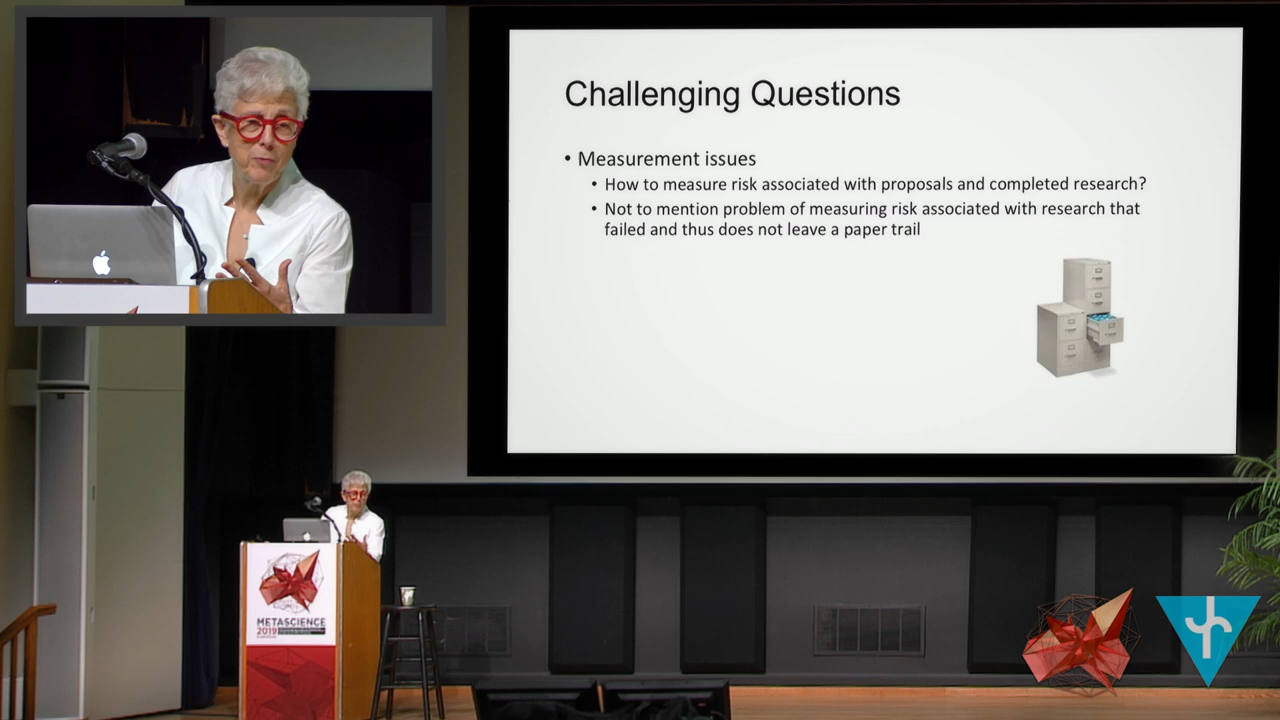 Challenging Questions
• Measurement issues
• How to measure risk associated with proposals and completed research?
• Not to mention problem of measuring risk associated with research that
failed and thus does not leave a paper trail
METASCIENCE
2019